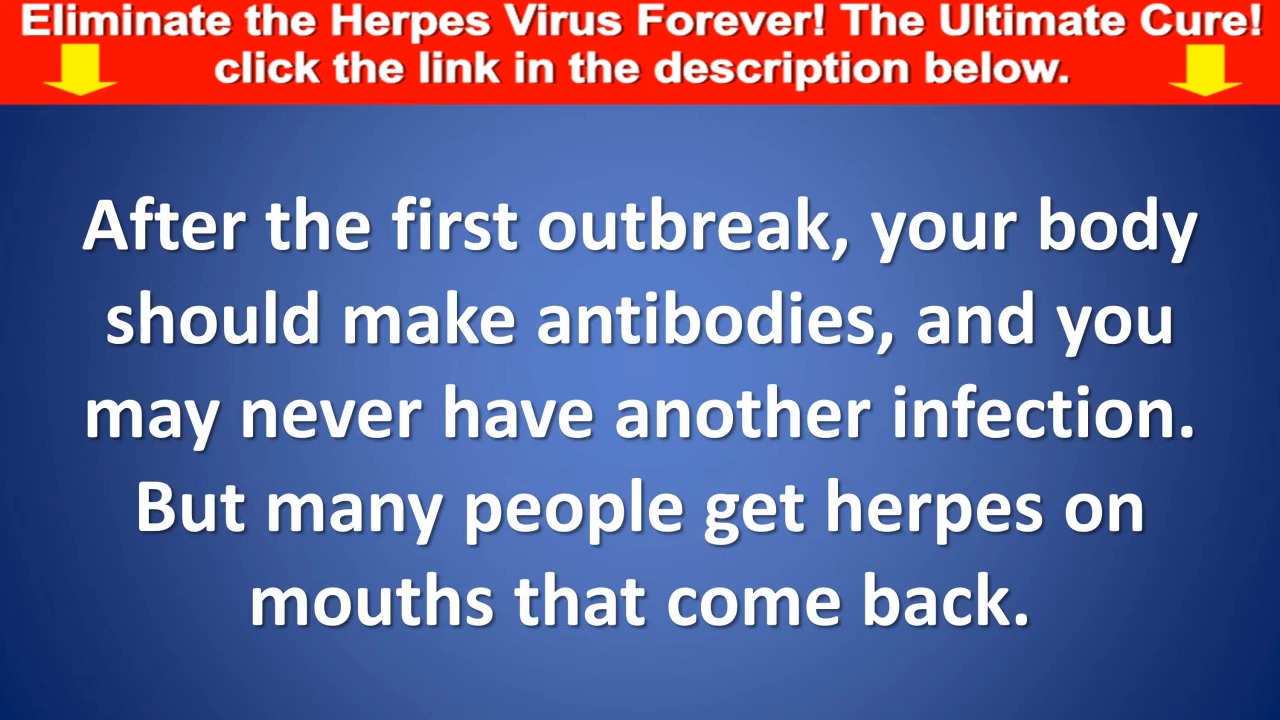 Eliminate the Herpes Virus Forever! The Ultimate Cure!
click the link in the description below.
After the first outbreak, your body
should make antibodies, and you
may never have another infection.
But many people get herpes on
mouths that come back.